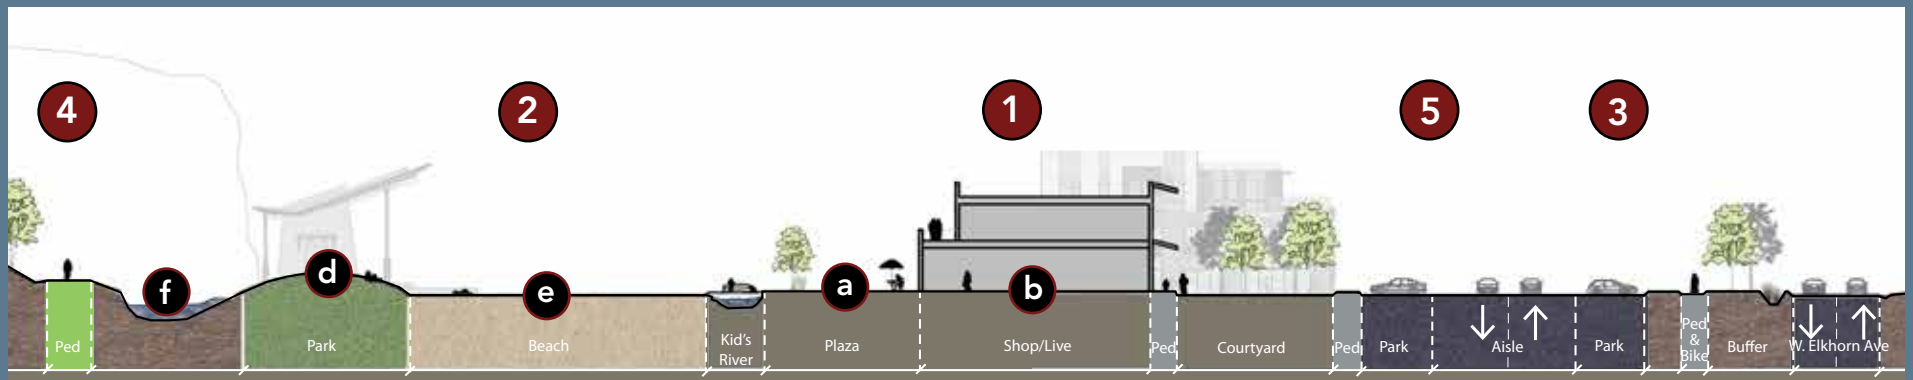 4
2
1
5
3
f
d
e
a
b
Ped
Park
Beach
Kid's
River
Plaza
Shop/Live
Ped
Courtyard
Ped
Park
Aisle
Park
Ped
&
Bike
Buffer
W. Elkhorn Ave